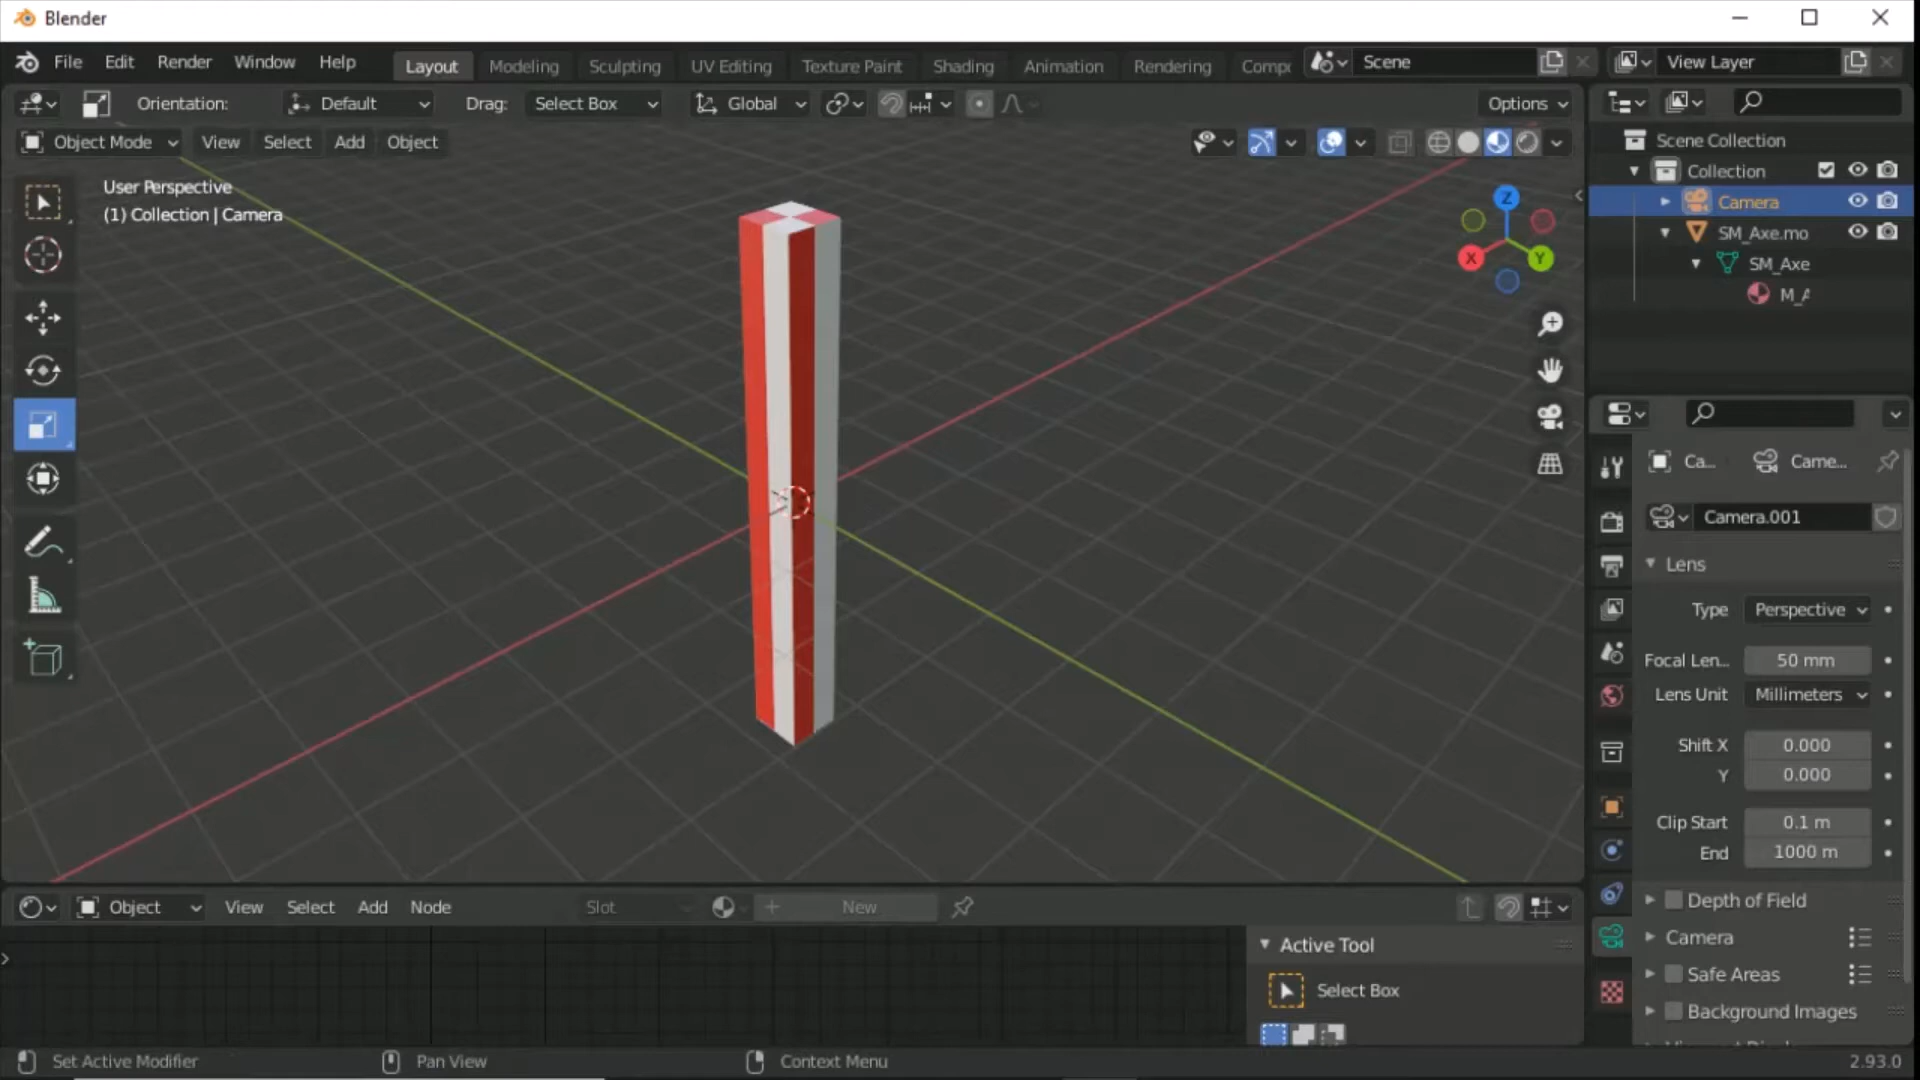 Blender
File Edit Render Window Help Layout Modeling Sculpting UV Editing Texture Paint Shading Animation Rendering Compo Scene View Layer
Orientation: Default Drag: Select Box Global Options
Object Mode View Select Add Object
User Perspective
(1) Collection | Camera
Z
X
Y
Scene Collection
Collection
Camera
SM_Axe.mo
SM_Axe
M_A
Ca... Came...
Camera.001
Lens
Type Perspective
Focal Len... 50 mm
Lens Unit Millimeters
Shift X 0.000
Y 0.000
Clip Start 0.1 m
End 1000 m
Depth of Field
Camera
Safe Areas
Background Images
Object View Select Add Node Slot New
Active Tool
Select Box
Set Active Modifier Pan View Context Menu 2.93.0